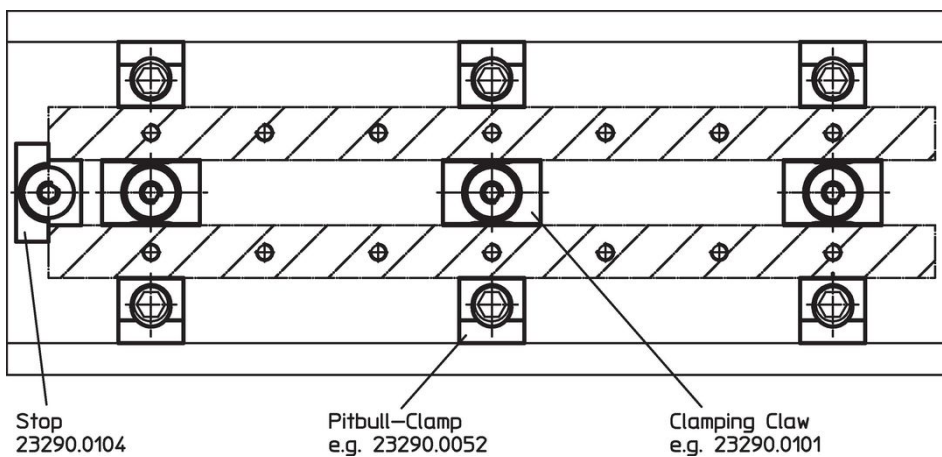 Stop
23290.0104
Pitbull-Clamp
e.g. 23290.0052
Clamping Claw
e.g. 23290.0101